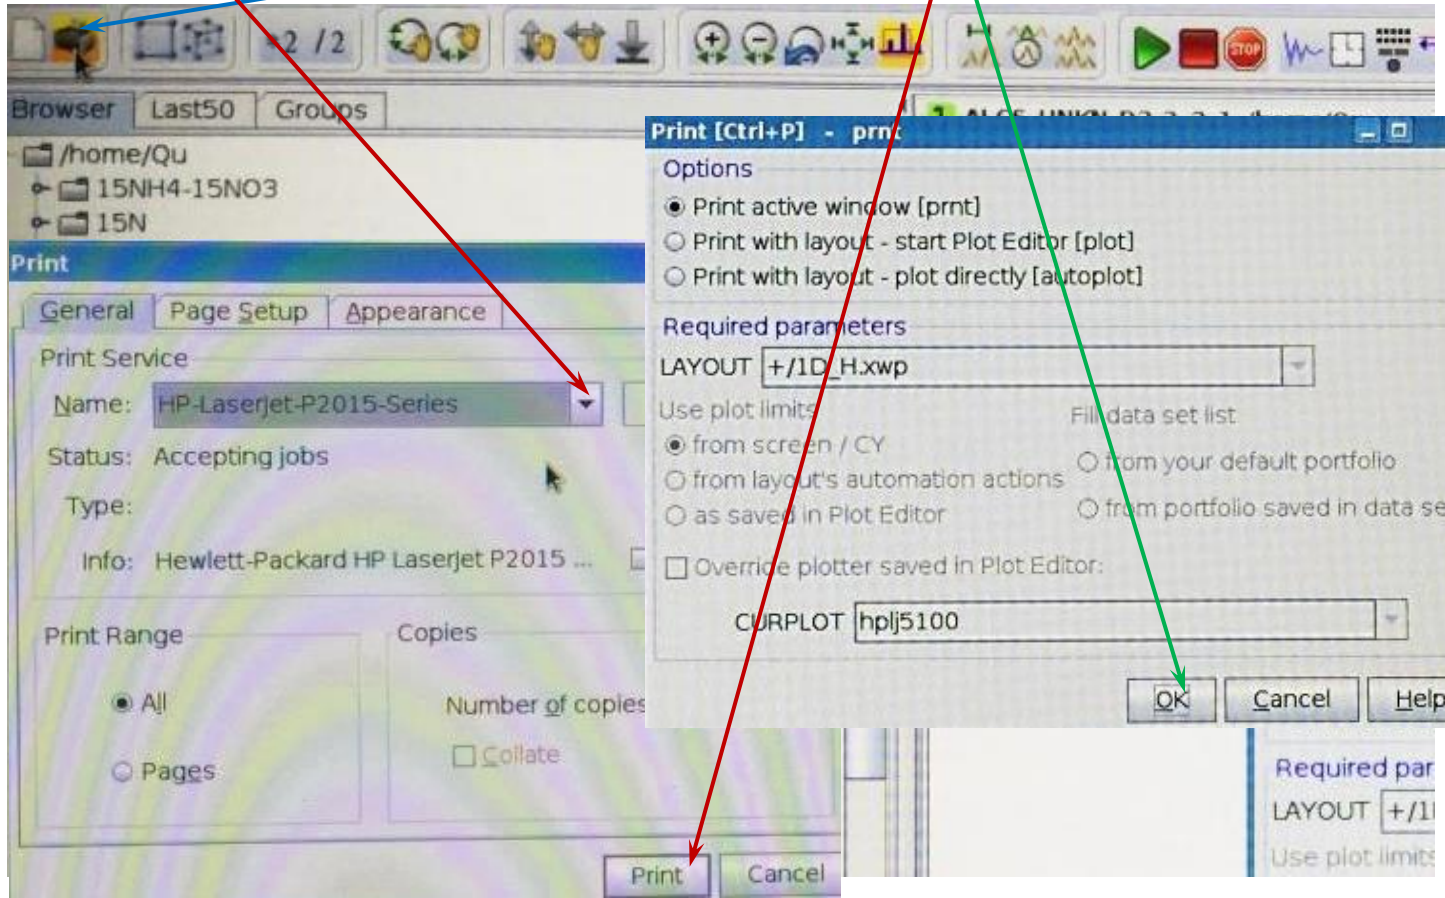 *2 /2
STOP
Browser Last50 Groups
/home/Qu
15NH4-15NO3
15N
Print
General Page Setup Appearance
Print Service
Name: HP-LaserJet-P2015-Series
Status: Accepting jobs
Type:
Info: Hewlett-Packard HP LaserJet P2015 ...
Print Range
All
Pages
Copies
Number of copies
Collate
Print Cancel
Print [Ctrl+P] - prnt
Options
Print active window [prnt]
Print with layout - start Plot Editor [plot]
Print with layout - plot directly [autoplot]
Required parameters
LAYOUT +/1D_H.xwp
Use plot limits
from screen / CY
from layout's automation actions
as saved in Plot Editor
Fill data set list
from your default portfolio
from portfolio saved in data se
Override plotter saved in Plot Editor:
CURPLOT hplj5100
OK Cancel Help
Required par
LAYOUT +/1
Use plot limits